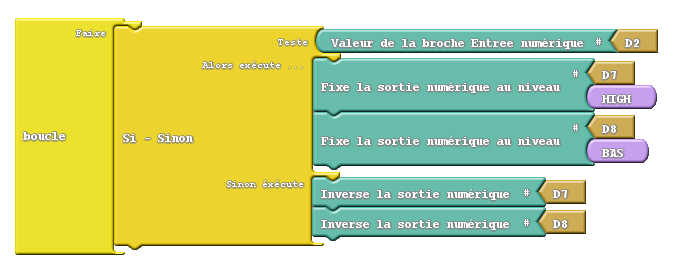 Faire
Teste
Valeur de la broche Entree numérique # D2
Alors exécute ...
# D7
Fixe la sortie numérique au niveau
HIGH
# D8
boucle
Si - Sinon
Fixe la sortie numérique au niveau
BAS
Sinon éxécute
Inverse la sortie numérique # D7
Inverse la sortie numérique # D8